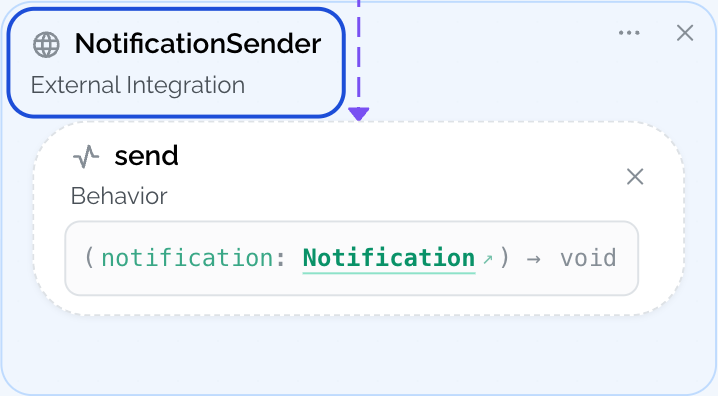 NotificationSender
External Integration
send
Behavior
(notification: Notification↗) → void